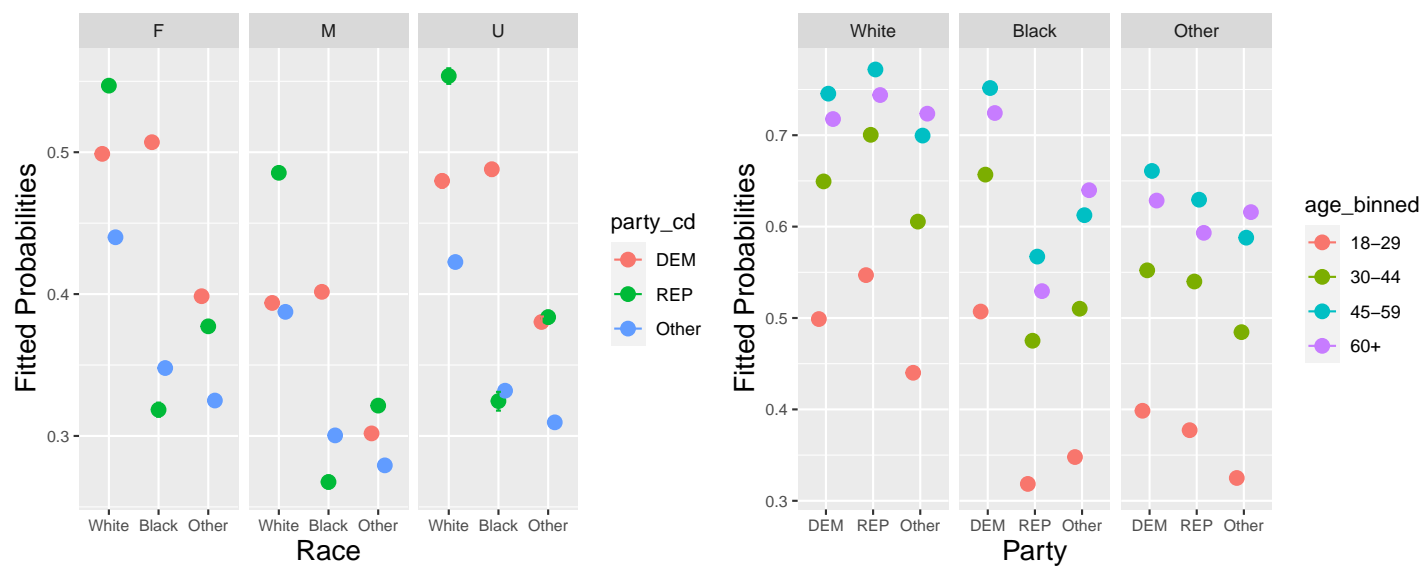 F M U
Fitted Probabilities
0.5
0.4
0.3
White Black Other White Black Other White Black Other
Race
party_cd
DEM
REP
Other
White Black Other
Fitted Probabilities
0.7
0.6
0.5
0.4
0.3
DEM REP Other DEM REP Other DEM REP Other
Party
age_binned
18−29
30−44
45−59
60+